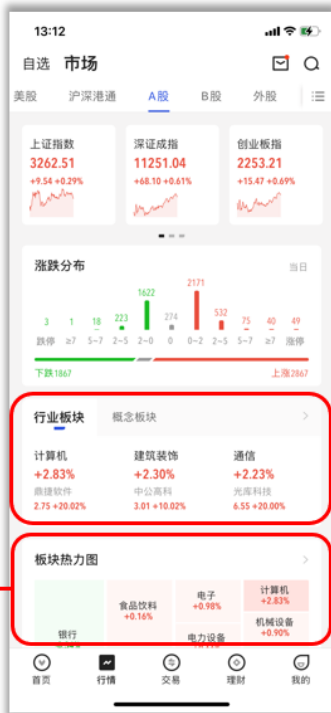 13:12
自选 市场
美股 沪深港通 A股 B股 外股
上证指数 深证成指 创业板指
3262.51 11251.04 2253.21
+9.54 +0.29% +68.10 +0.61% +15.47 +0.69%
涨跌分布 当日
3 1 18 223 1622 274 2171 532 75 40 49
跌停 ≥7 5~7 2~5 2~0 0 0~2 2~5 5~7 ≥7 涨停
下跌1867 上涨2867
行业板块 概念板块
计算机 建筑装饰 通信
+2.83% +2.30% +2.23%
鼎捷软件 中公高科 光库科技
2.75 +20.02% 3.01 +10.02% 6.55 +20.00%
板块热力图
银行
食品饮料
+0.16%
电子
+0.98%
电力设备
计算机
+2.83%
机械设备
+0.90%
首页 行情 交易 理财 我的